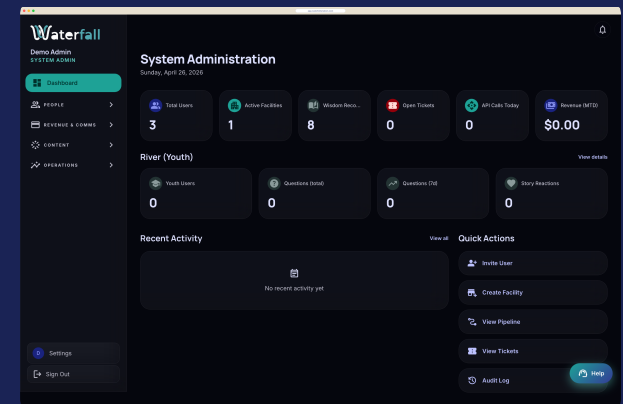 Waterfall
Demo Admin
SYSTEM ADMIN
Dashboard
PEOPLE
REVENUE & COMMS
CONTENT
OPERATIONS
D Settings
Sign Out
System Administration
Sunday, April 26, 2026
Total Users
3
Active Facilities
1
Wisdom Reco...
8
Open Tickets
0
API Calls Today
0
Revenue (MTD)
$0.00
River (Youth)
View details
Youth Users
0
Questions (total)
0
Questions (7d)
0
Story Reactions
0
Recent Activity
View all
No recent activity yet
Quick Actions
Invite User
Create Facility
View Pipeline
View Tickets
Audit Log
Help